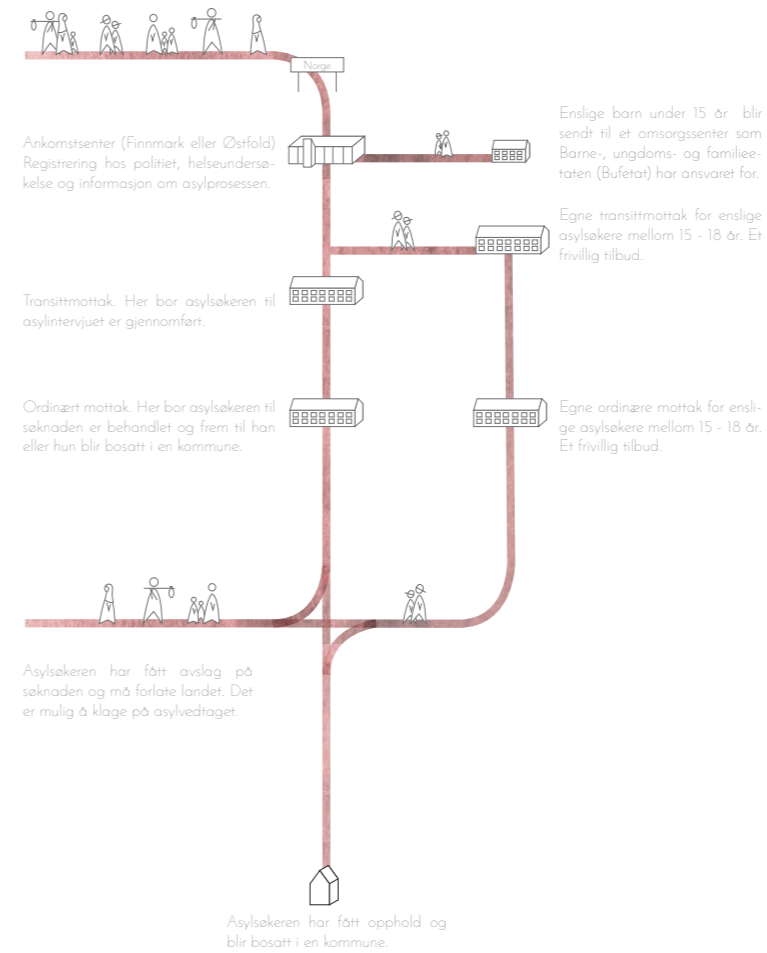 Norge
Ankomstsenter (Finnmark eller Østfold)
Registrering hos politiet, helseundersø-
kelse og informasjon om asylprosessen.
Enslige barn under 15 år blir
sendt til et omsorgssenter som
Barne-, ungdoms- og familiee-
taten (Bufetat) har ansvaret for.
Egne transittmottak for enslige
asylsøkere mellom 15 - 18 år. Et
frivillig tilbud.
Transittmottak. Her bor asylsøkeren til
asylintervjuet er gjennomført.
Ordinært mottak. Her bor asylsøkeren til
søknaden er behandlet og frem til han
eller hun blir bosatt i en kommune.
Egne ordinære mottak for ensli-
ge asylsøkere mellom 15 - 18 år.
Et frivillig tilbud.
Asylsøkeren har fått avslag på
søknaden og må forlate landet. Det
er mulig å klage på asylvedtaget.
Asylsøkeren har fått opphold og
blir bosatt i en kommune.